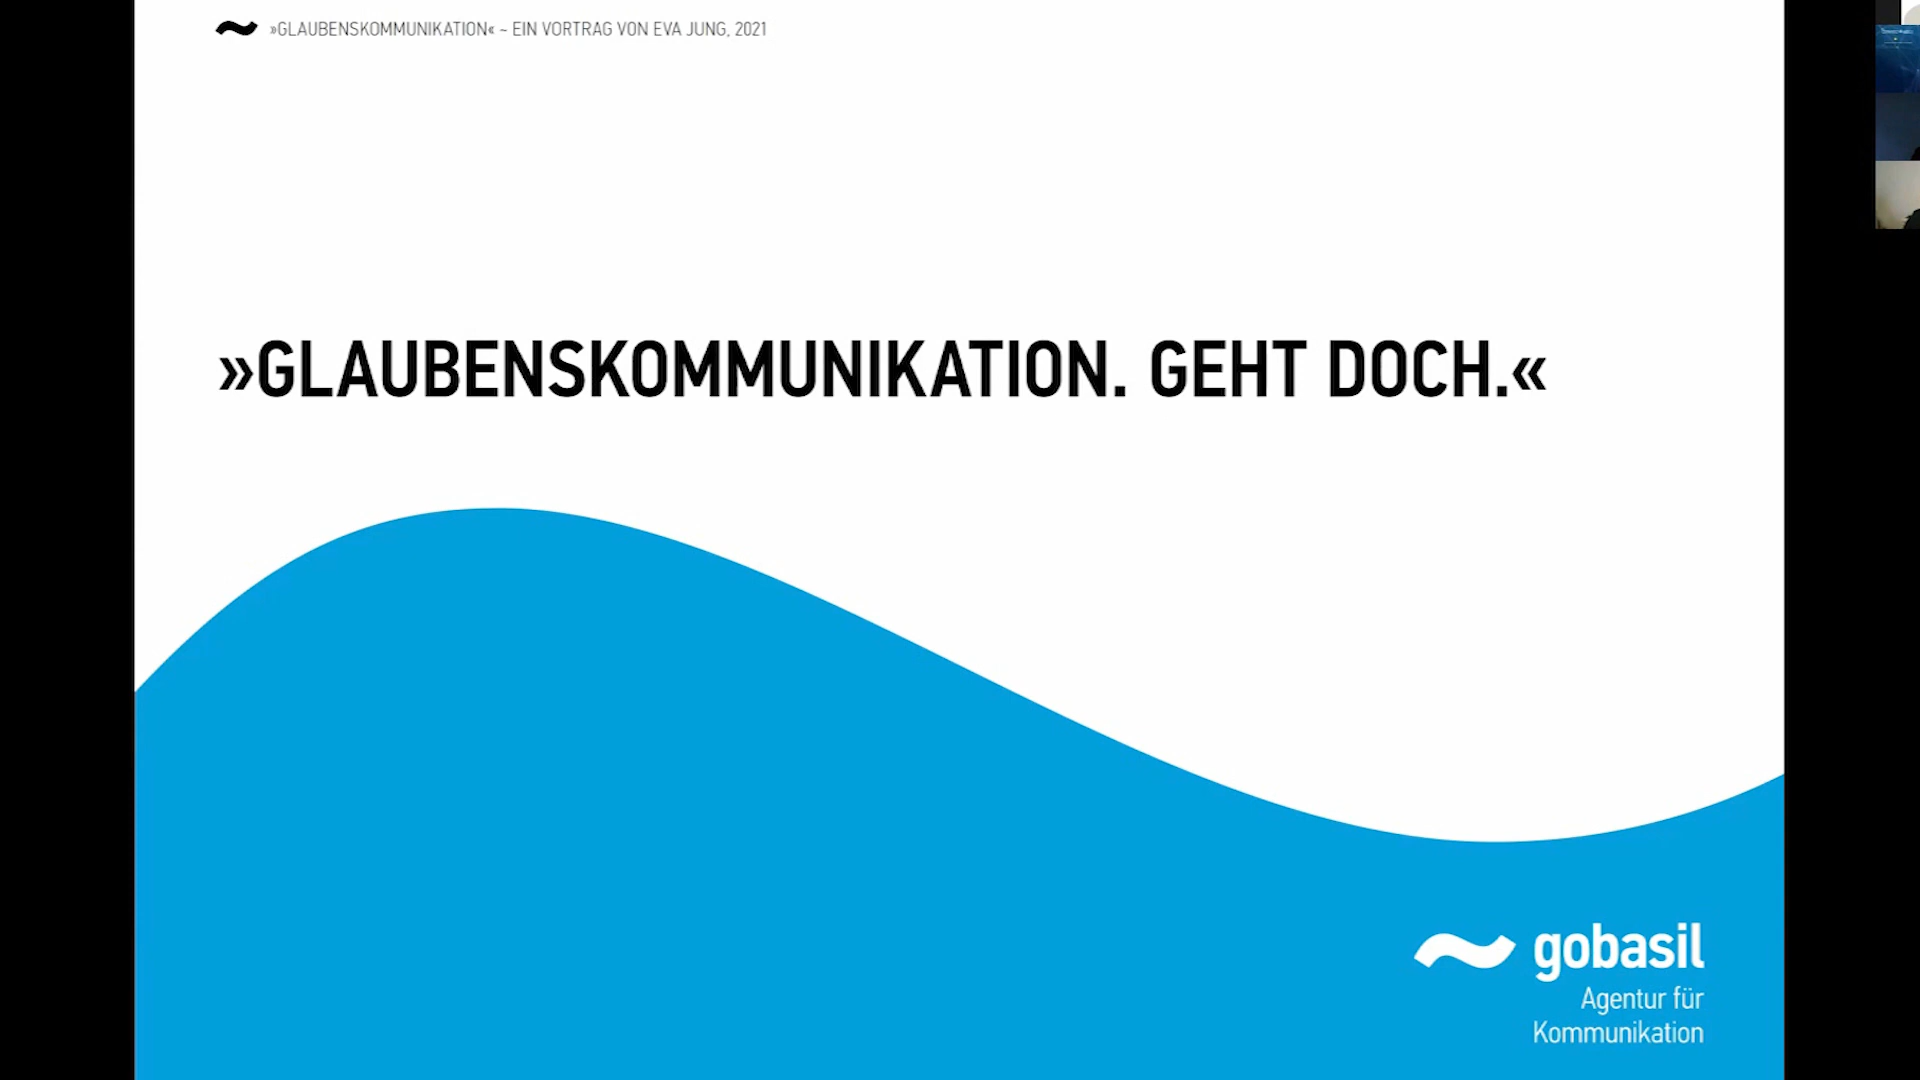 »GLAUBENSKOMMUNIKATION« ~ EIN VORTRAG VON EVA JUNG, 2021
»GLAUBENSKOMMUNIKATION. GEHT DOCH.«
gobasil
Agentur für
Kommunikation